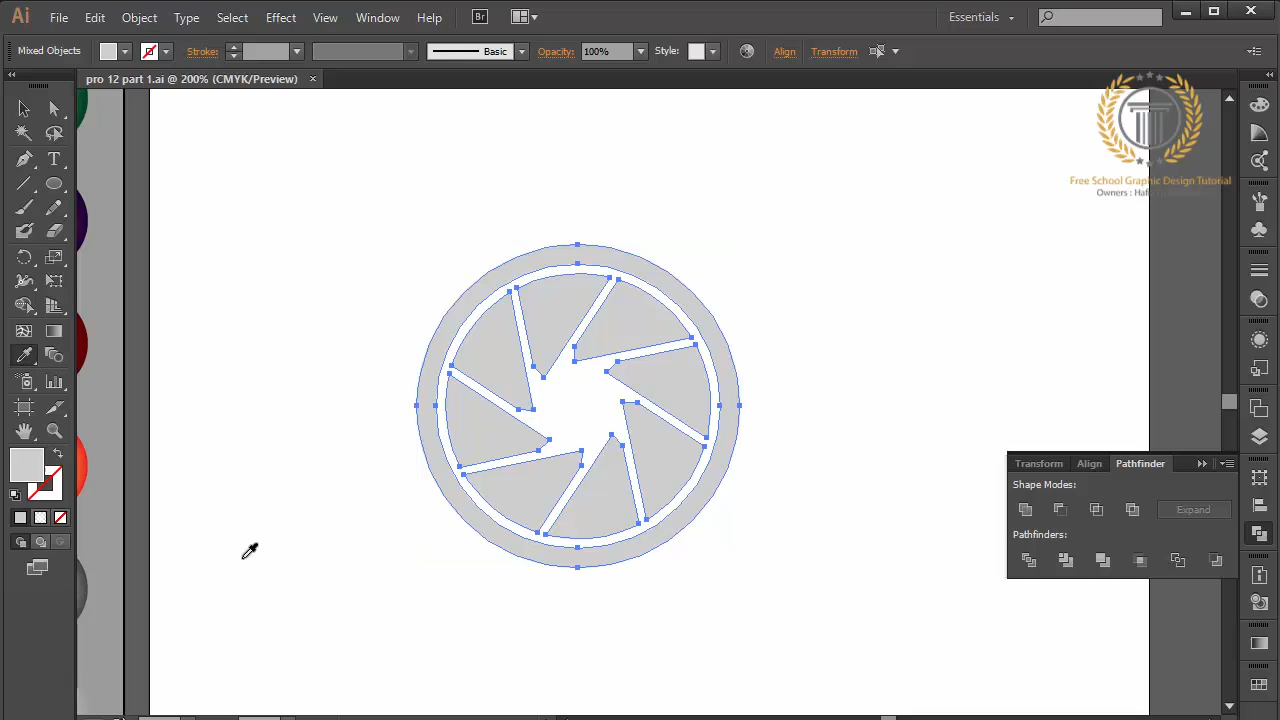 Ai File Edit Object Type Select Effect View Window Help Br Essentials
Mixed Objects Stroke: Basic Opacity: 100% Style: Align Transform
pro 12 part 1.ai @ 200% (CMYK/Preview) ×
Free School Graphic Design Tutorial
Owners :
Transform Align Pathfinder
Shape Modes:
Expand
Pathfinders: